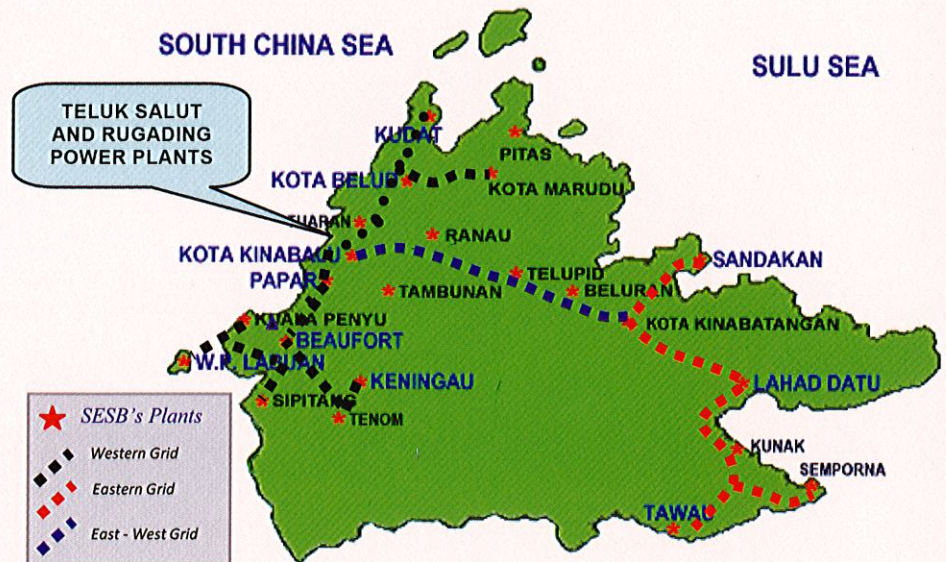 SOUTH CHINA SEA
SULU SEA
TELUK SALUT
AND RUGADING
POWER PLANTS
KUDAT
PITAS
KOTA BELUD
KOTA MARUDU
TUARAN
RANAU
KOTA KINABALU
SANDAKAN
PAPAR
TELUPID
TAMBUNAN
BELURAN
KUALA PENYU
KOTA KINABATANGAN
BEAUFORT
W.P. LABUAN
KENINGAU
LAHAD DATU
SIPITANG
TENOM
KUNAK
SEMPORNA
TAWAU
SESB's Plants
Western Grid
Eastern Grid
East - West Grid